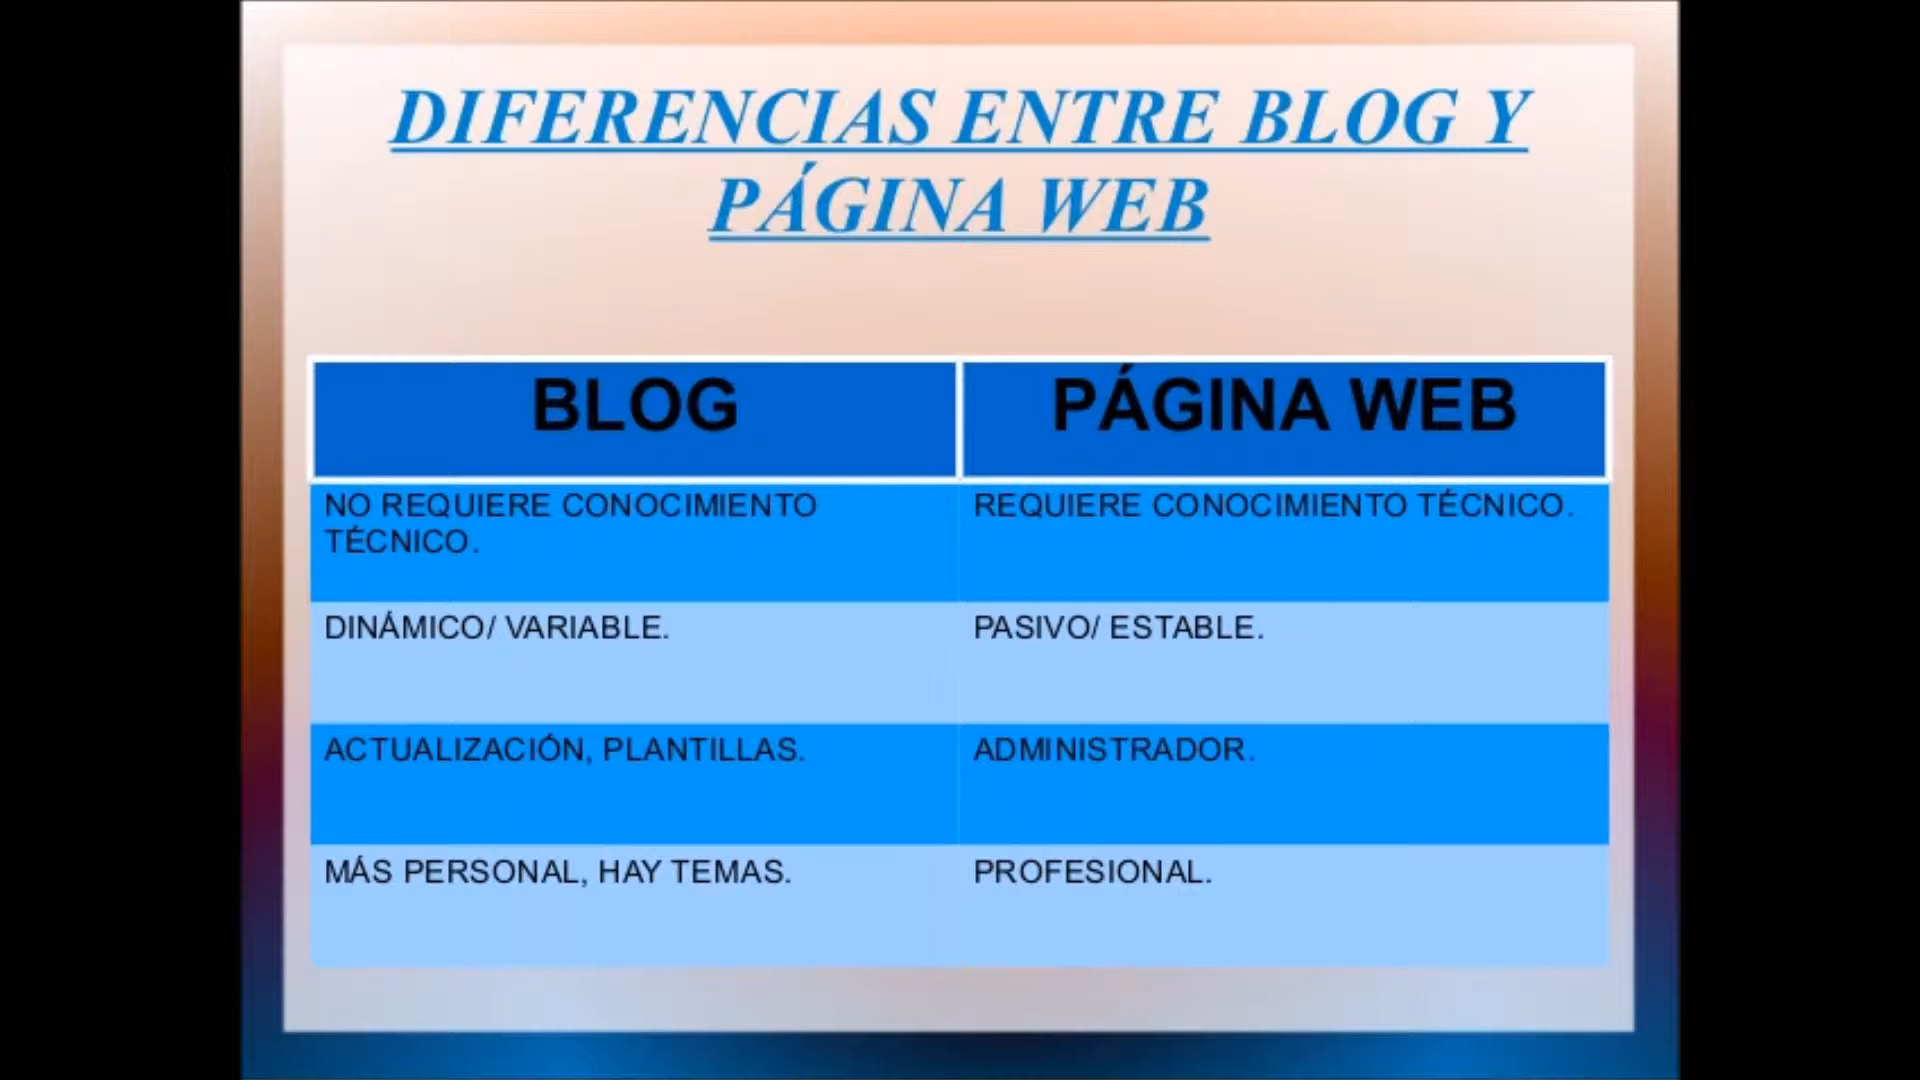 DIFERENCIAS ENTRE BLOG Y
PÁGINA WEB
BLOG
PÁGINA WEB
NO REQUIERE CONOCIMIENTO
TÉCNICO.
REQUIERE CONOCIMIENTO TÉCNICO.
DINÁMICO/ VARIABLE.
PASIVO/ ESTABLE.
ACTUALIZACIÓN, PLANTILLAS.
ADMINISTRADOR.
MÁS PERSONAL, HAY TEMAS.
PROFESIONAL.